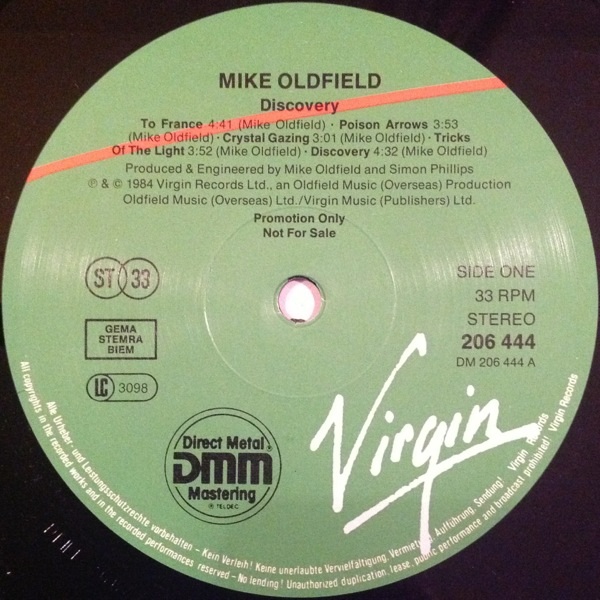 MIKE OLDFIELD
Discovery
To France 4:41 (Mike Oldfield) · Poison Arrows 3:53
(Mike Oldfield) · Crystal Gazing 3:01 (Mike Oldfield) · Tricks
Of The Light 3:52 (Mike Oldfield) · Discovery 4:32 (Mike Oldfield)
Produced & Engineered by Mike Oldfield and Simon Phillips
℗ & © 1984 Virgin Records Ltd., an Oldfield Music (Overseas) Production
Oldfield Music (Overseas) Ltd./Virgin Music (Publishers) Ltd.
Promotion Only
Not For Sale
ST 33
GEMA
STEMRA
BIEM
LC 3098
SIDE ONE
33 RPM
STEREO
206 444
DM 206 444 A
Direct Metal
DMM
Mastering
® TELDEC
Virgin
Alle Urheber- und Leistungsschutzrechte vorbehalten – Kein Verleih! Keine unerlaubte Vervielfältigung, Vermietung, Aufführung, Sendung! Virgin Records
All copyrights in the recorded works and in the recorded performances reserved – No lending! Unauthorized duplication, lease, public performance and broadcast prohibited! Virgin Records